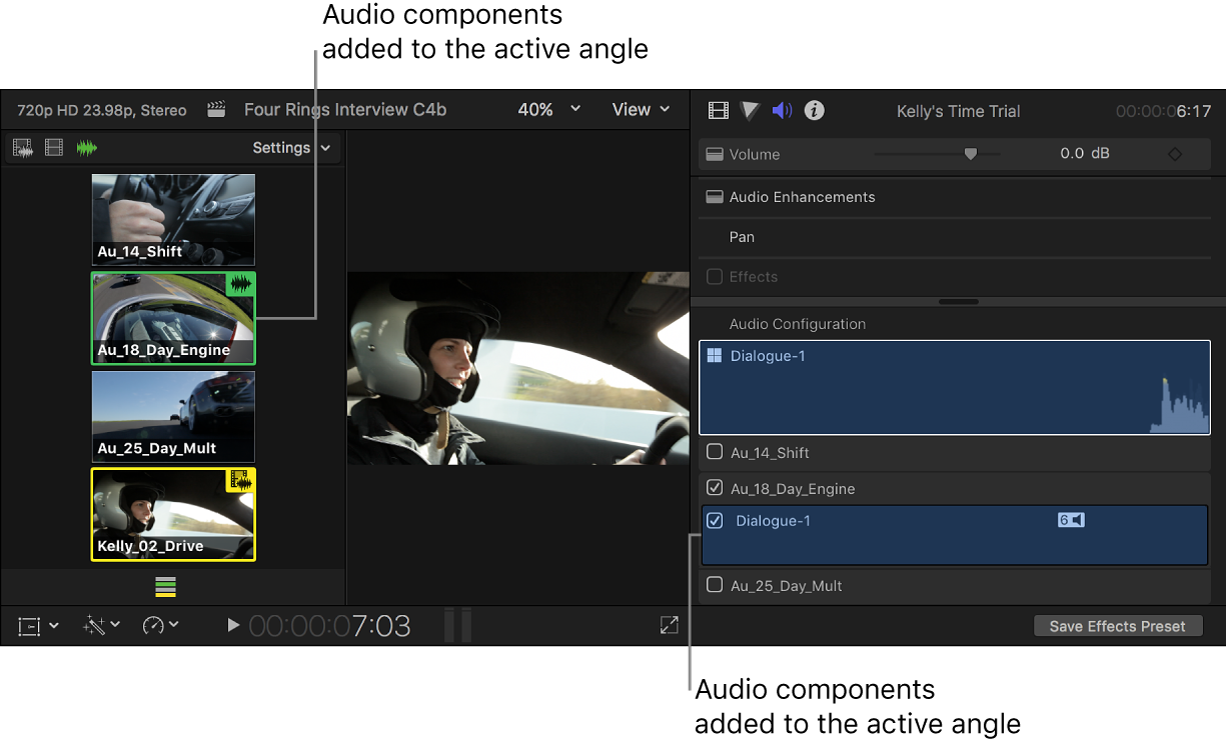 Audio components
added to the active angle
720p HD 23.98p, Stereo
Four Rings Interview C4b
40%
View
Kelly's Time Trial
00:00:06:17
Settings
Volume
0.0 dB
Audio Enhancements
Pan
Effects
Audio Configuration
Dialogue-1
Au_14_Shift
Au_18_Day_Engine
Dialogue-1
6
Au_25_Day_Mult
Au_14_Shift
Au_18_Day_Engine
Au_25_Day_Mult
Kelly_02_Drive
00:00:07:03
Save Effects Preset
Audio components
added to the active angle